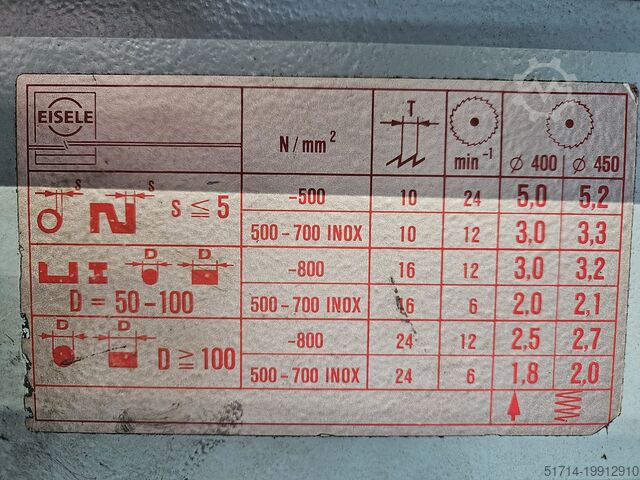 EISELE
N/mm² T min⁻¹ Ø 400 Ø 450
s s s ≦ 5 -500 10 24 5,0 5,2
500-700 INOX 10 12 3,0 3,3
D D -800 16 12 3,0 3,2
D = 50-100 500-700 INOX 16 6 2,0 2,1
D D -800 24 12 2,5 2,7
D ≧ 100 500-700 INOX 24 6 1,8 2,0
51714-19912910